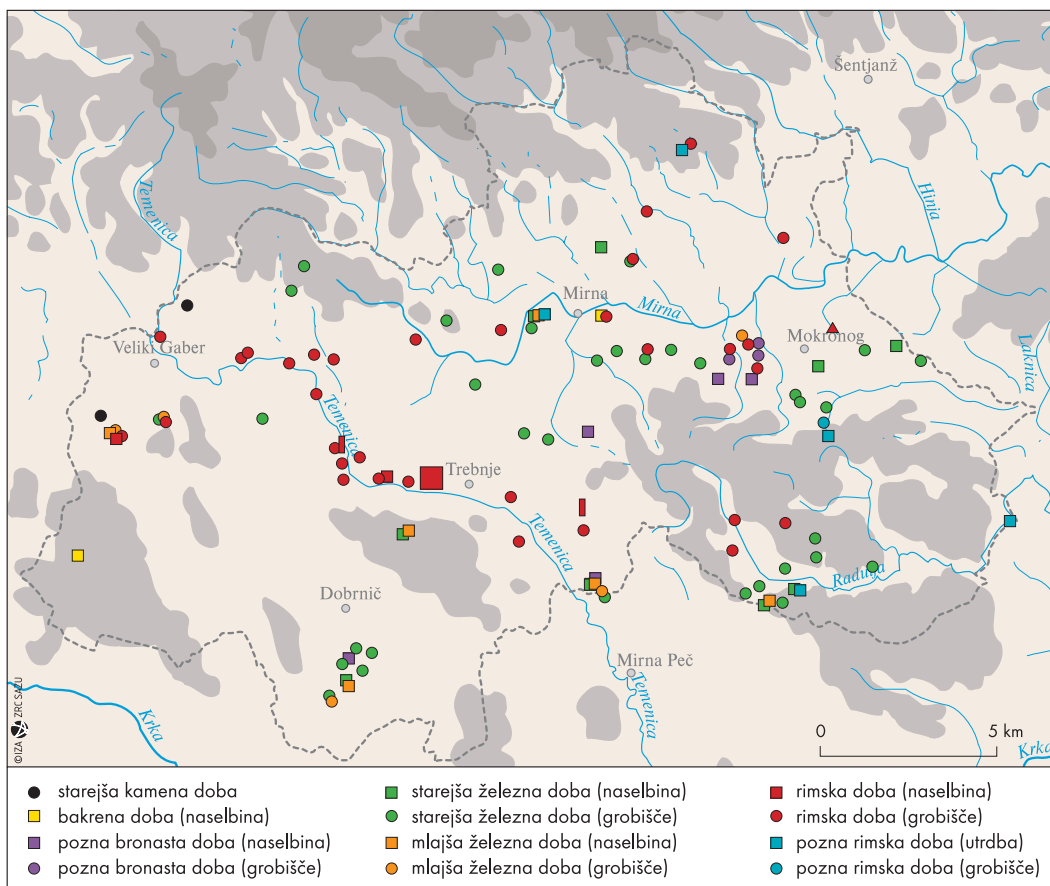 Šentjanž
Temenica
Hinja
Mirna
Mirna
Mokronog
Veliki Gaber
Laknica
Temenica
Trebnje
Temenica
Radulja
Dobrnič
Mirna Peč
Temenica
©IZA ZRC SAZU
Krka
0 5 km
Krka
starejša kamena doba
bakrena doba (naselbina)
pozna bronasta doba (naselbina)
pozna bronasta doba (grobišče)
starejša železna doba (naselbina)
starejša železna doba (grobišče)
mlajša železna doba (naselbina)
mlajša železna doba (grobišče)
rimska doba (naselbina)
rimska doba (grobišče)
pozna rimska doba (utrdba)
pozna rimska doba (grobišče)